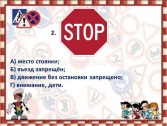 2.
STOP
А) место стоянки;
Б) въезд запрещён;
В) движение без остановки запрещено;
Г) внимание, дети.